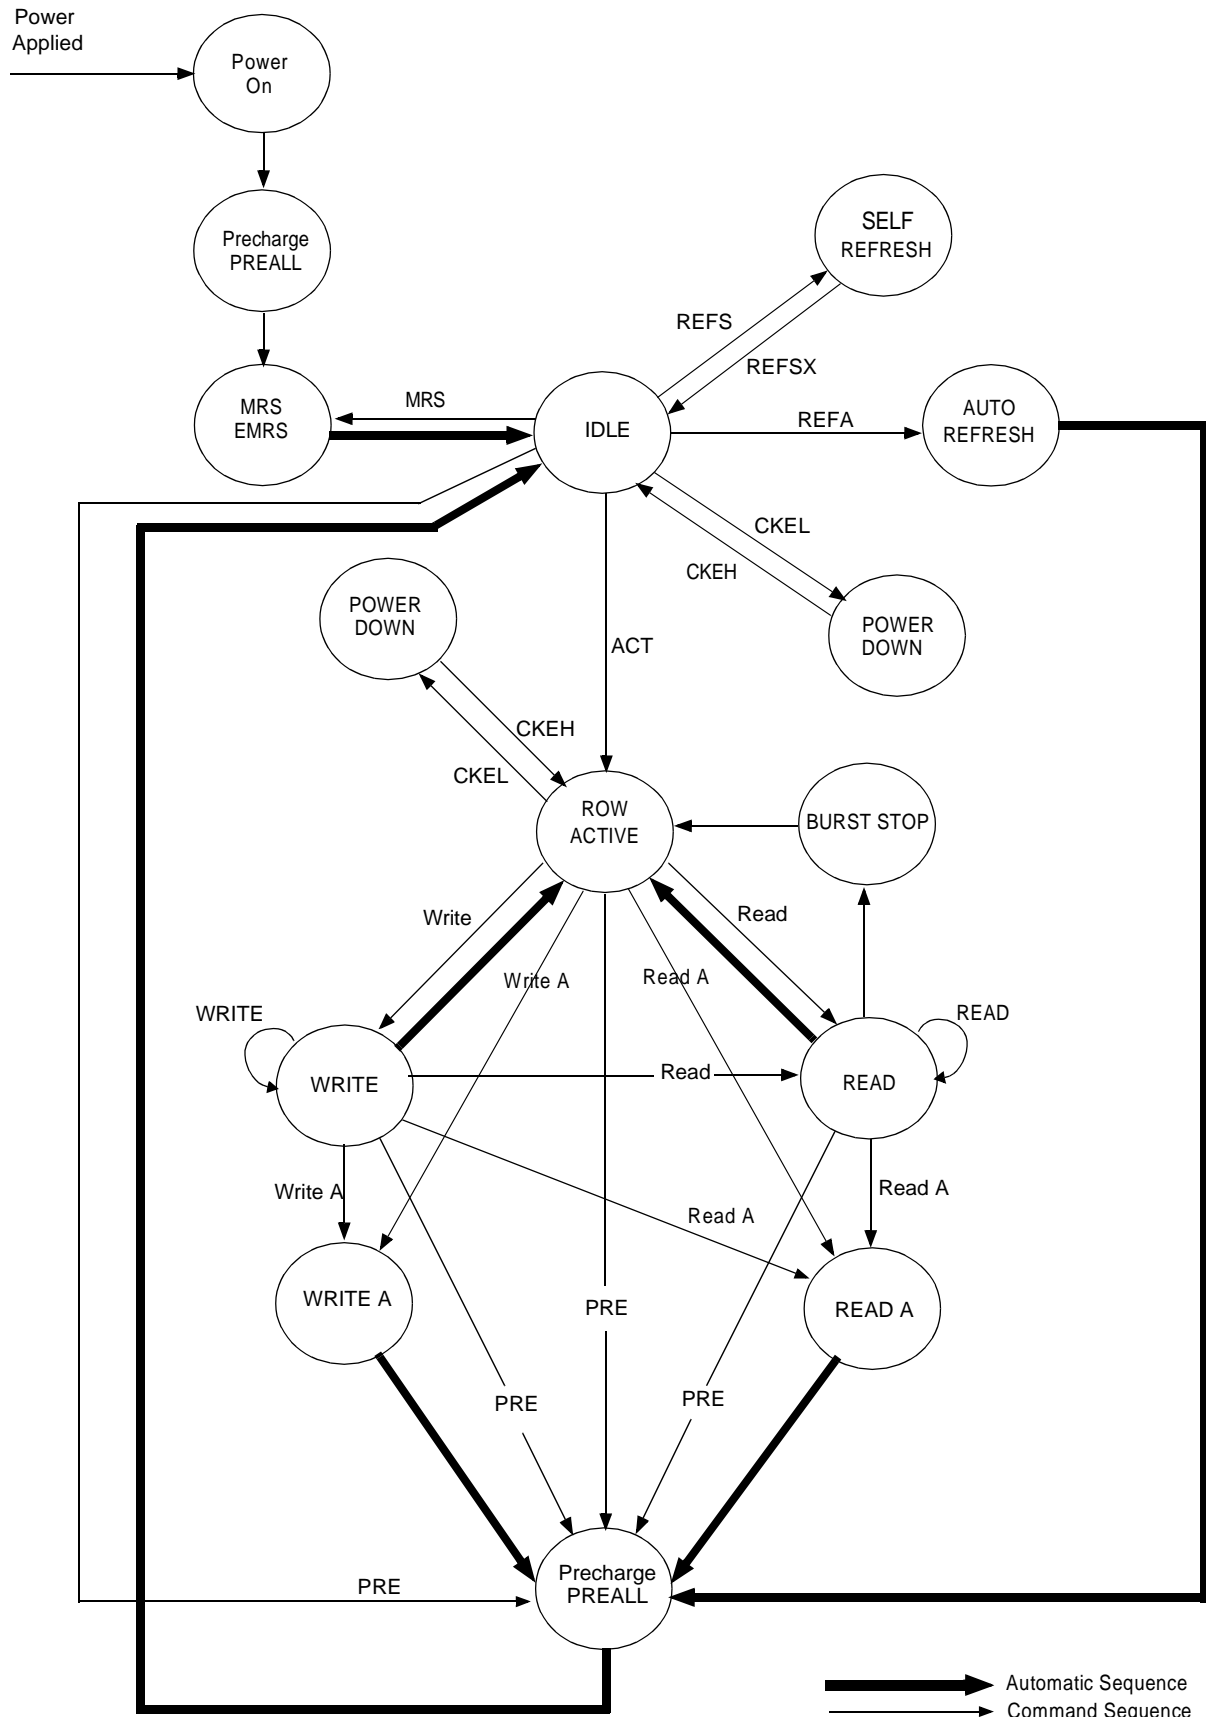 Power
Applied
Power
On
Precharge
PREALL
SELF
REFRESH
REFS
REFSX
MRS
EMRS
MRS
IDLE
REFA
AUTO
REFRESH
CKEL
CKEH
POWER
DOWN
POWER
DOWN
ACT
CKEH
CKEL
ROW
ACTIVE
BURST STOP
Write
Read
Write A
Read A
WRITE
READ
WRITE
Read
READ
Write A
Read A
Read A
WRITE A
PRE
READ A
PRE
PRE
Precharge
PREALL
PRE
Automatic Sequence
Command Sequence